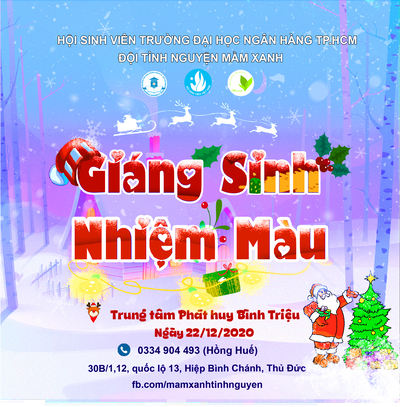 HỘI SINH VIÊN TRƯỜNG ĐẠI HỌC NGÂN HÀNG TP.HCM
ĐỘI TÌNH NGUYỆN MẦM XANH
Giáng Sinh
Nhiệm Màu
Trung tâm Phát huy Bình Triệu
Ngày 22/12/2020
0334 904 493 (Hồng Huế)
30B/1,12, quốc lộ 13, Hiệp Bình Chánh, Thủ Đức
fb.com/mamxanhtinhnguyen